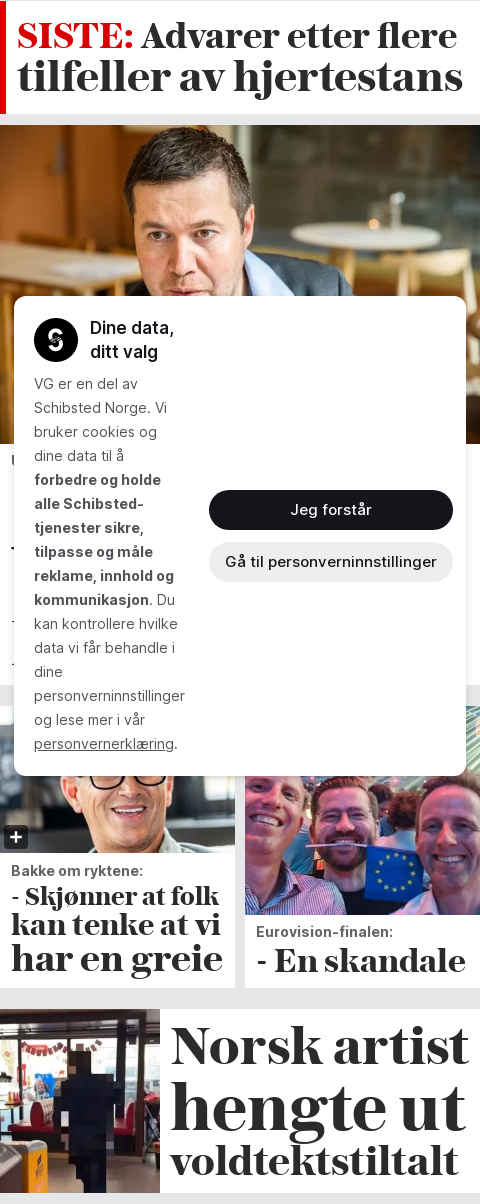 SISTE: Advarer etter flere
tilfeller av hjertestans
Dine data,
ditt valg
VG er en del av
Schibsted Norge. Vi
bruker cookies og
dine data til å
forbedre og holde
alle Schibsted-
tjenester sikre,
tilpasse og måle
reklame, innhold og
kommunikasjon. Du
kan kontrollere hvilke
data vi får behandle i
dine
personverninnstillinger
og lese mer i vår
personvernerklæring.
Jeg forstår
Gå til personverninnstillinger
Bakke om ryktene:
- Skjønner at folk
kan tenke at vi
har en greie
Eurovision-finalen:
- En skandale
Norsk artist
hengte ut
voldtektstiltalt